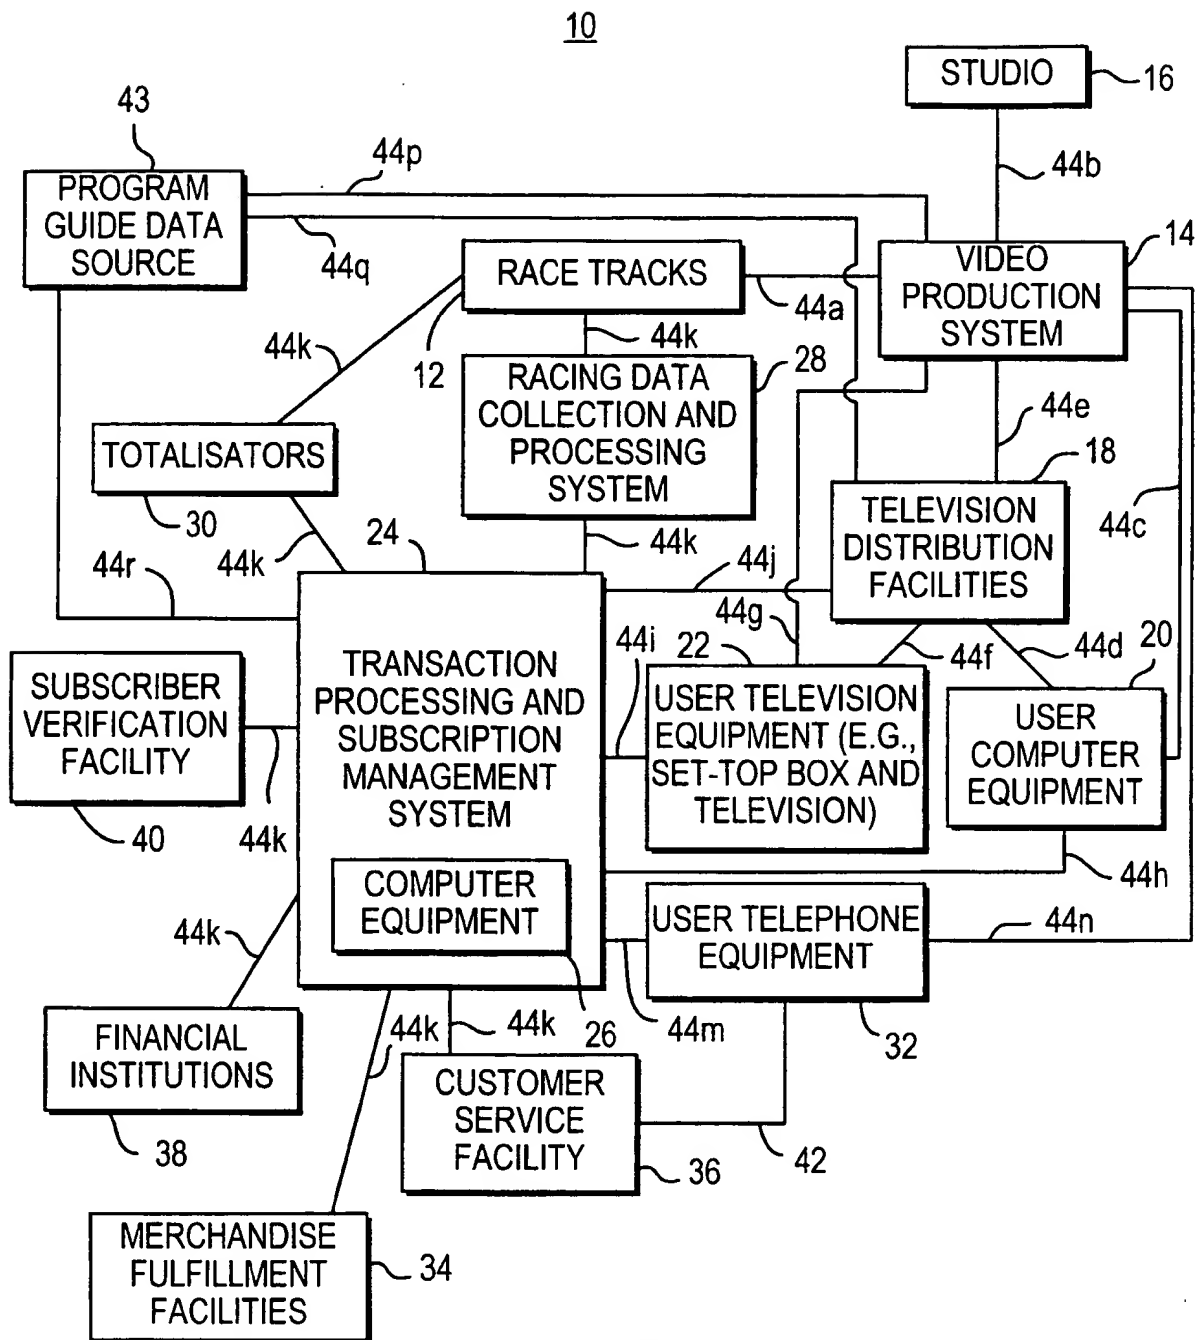 10
STUDIO
16
43
44p
44b
PROGRAM
GUIDE DATA
SOURCE
44q
RACE TRACKS
12
44a
VIDEO
PRODUCTION
SYSTEM
14
44k
44k
RACING DATA
COLLECTION AND
PROCESSING
SYSTEM
28
44e
18
44c
TOTALISATORS
30
44k
24
44k
44r
44j
TELEVISION
DISTRIBUTION
FACILITIES
44g
44f
44d
20
44i
22
SUBSCRIBER
VERIFICATION
FACILITY
40
44k
TRANSACTION
PROCESSING AND
SUBSCRIPTION
MANAGEMENT
SYSTEM
USER TELEVISION
EQUIPMENT (E.G.,
SET-TOP BOX AND
TELEVISION)
USER
COMPUTER
EQUIPMENT
44h
COMPUTER
EQUIPMENT
26
USER TELEPHONE
EQUIPMENT
32
44n
44m
44k
FINANCIAL
INSTITUTIONS
38
44k
44k
CUSTOMER
SERVICE
FACILITY
36
42
MERCHANDISE
FULFILLMENT
FACILITIES
34